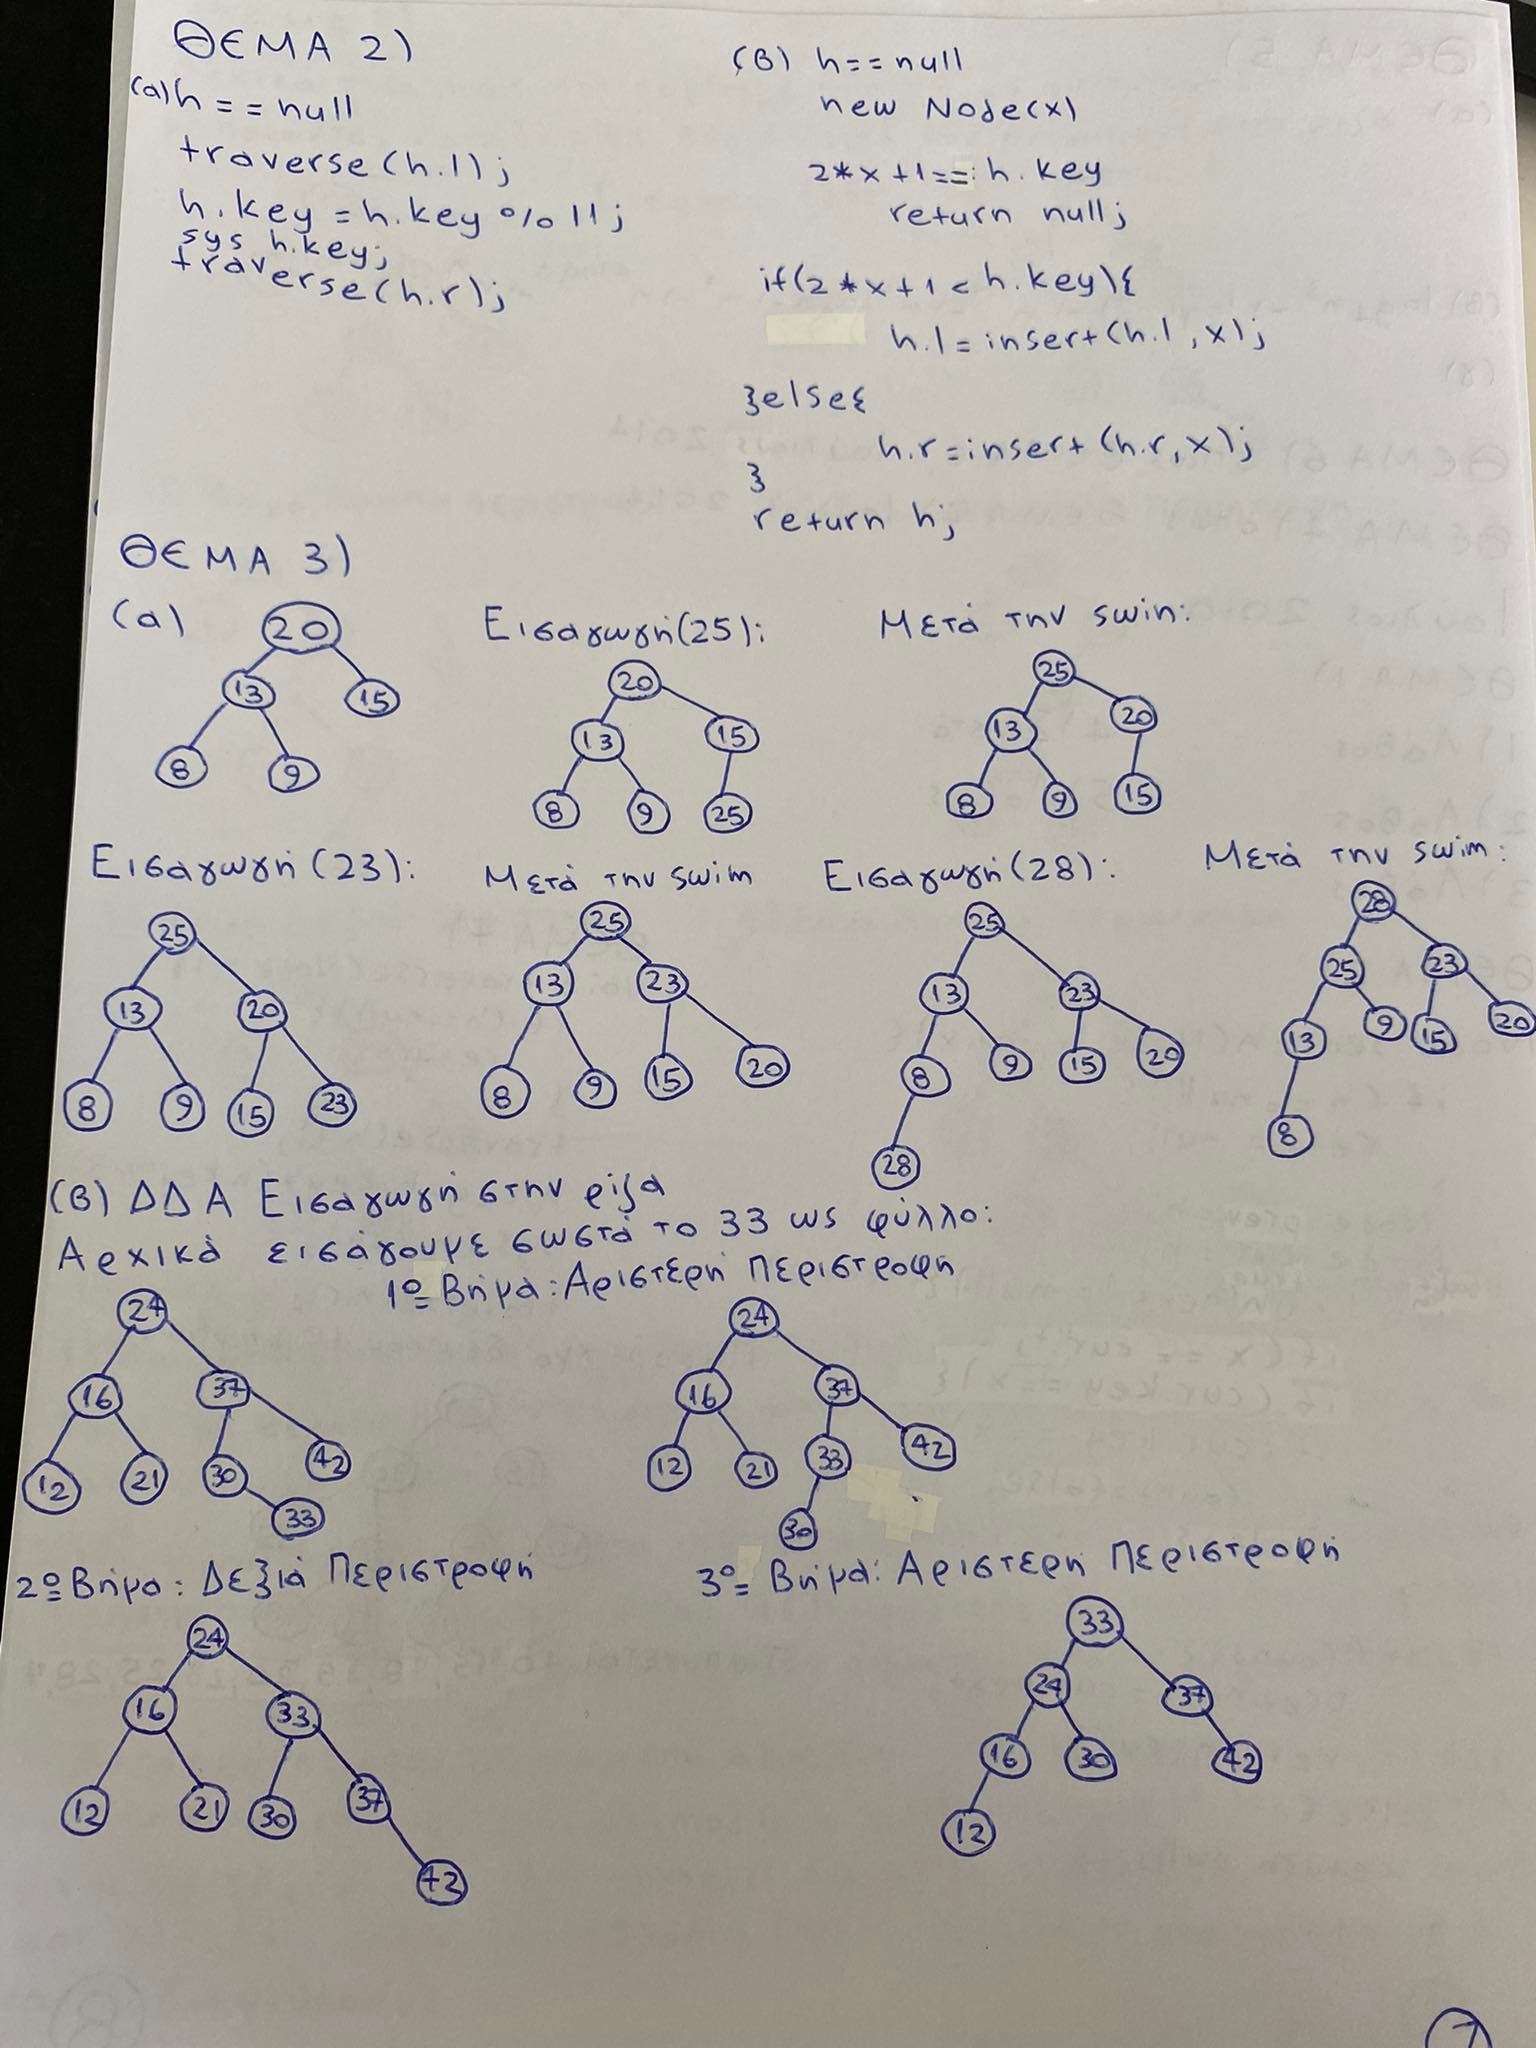 ΘΕΜΑ 2)
(α) h == null
traverse(h.l);
h.key = h.key % 11;
sys h.key;
traverse(h.r);
(β) h == null
new Node(x)
2*x+1 == h.key
return null;
if(2*x+1 < h.key){
h.l = insert(h.l, x);
}else{
h.r = insert(h.r, x);
}
return h;
ΘΕΜΑ 3)
(α)
20
13 15
8 9
Εισαγωγή(25):
20
13 15
8 9 25
Μετά την swim:
25
13 20
8 9 15
Εισαγωγή(23):
25
13 20
8 9 15 23
Μετά την swim
25
13 23
8 9 15 20
Εισαγωγή(28):
25
13 23
8 9 15 20
28
Μετά την swim:
28
25 23
13 9 15 20
8
(β) ΔΔΑ Εισαγωγή στην ρίζα
Αρχικά εισάγουμε σωστά το 33 ως φύλλο:
24
16 37
12 21 30 42
33
1ο Βήμα: Αριστερή Περιστροφή
24
16 37
12 21 33 42
30
2ο Βήμα: Δεξιά Περιστροφή
24
16 33
12 21 30 37
42
3ο Βήμα: Αριστερή Περιστροφή
33
24 37
16 30 42
12
7